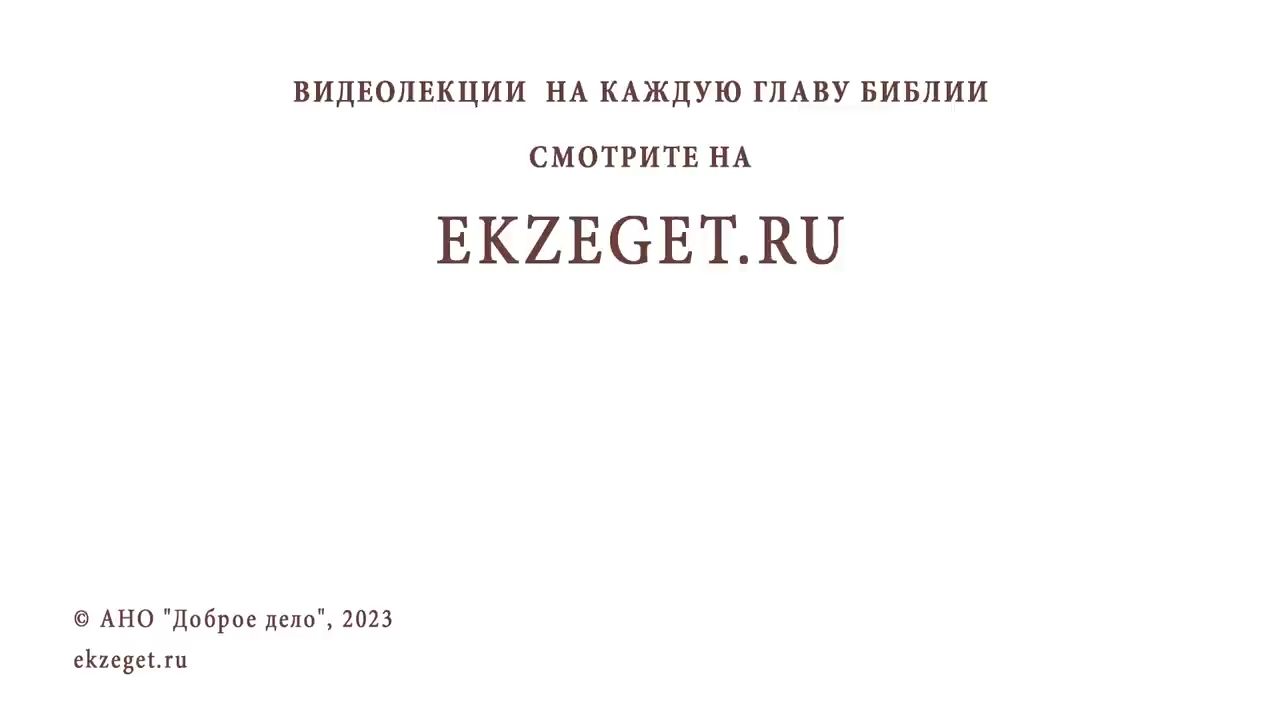 ВИДЕОЛЕКЦИИ НА КАЖДУЮ ГЛАВУ БИБЛИИ
СМОТРИТЕ НА
EKZEGET.RU
© АНО "Доброе дело", 2023
ekzeget.ru